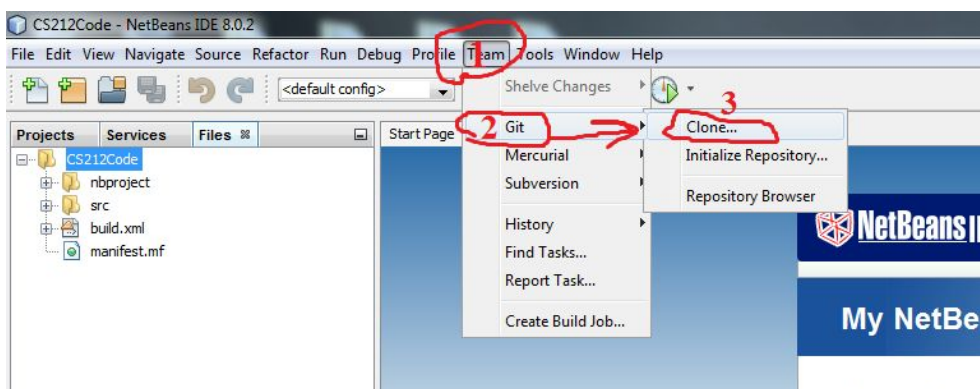 CS212Code - NetBeans IDE 8.0.2
File Edit View Navigate Source Refactor Run Debug Profile Team Tools Window Help
1
<default config>
Shelve Changes
3
Projects Services Files
Start Page
2 Git
Clone...
CS212Code
Mercurial
Initialize Repository...
nbproject
Subversion
src
Repository Browser
build.xml
History
NetBeans
manifest.mf
Find Tasks...
Report Task...
Create Build Job...
My NetBe